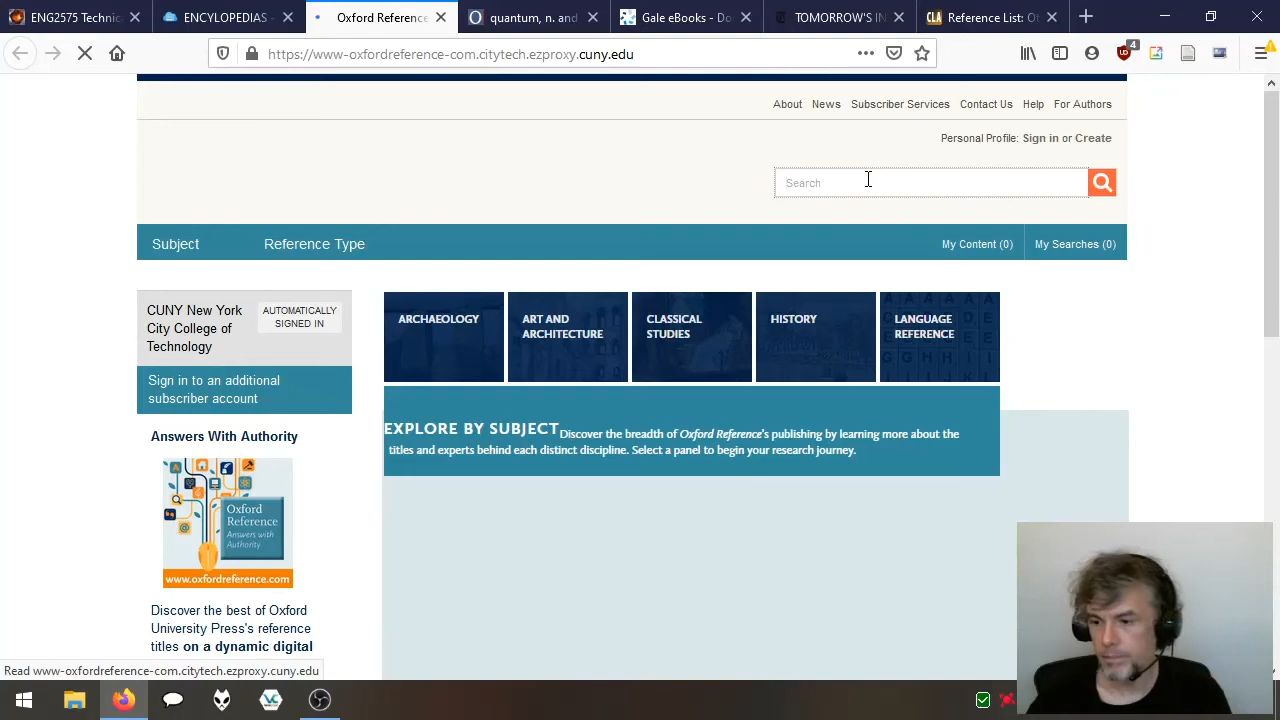 ENG2575 Technica
ENCYLOPEDIAS -
Oxford Reference
quantum, n. and
Gale eBooks - Do
TOMORROW'S IN
CLA Reference List: Ot
https://www-oxfordreference-com.citytech.ezproxy.cuny.edu
4
About News Subscriber Services Contact Us Help For Authors
Personal Profile: Sign in or Create
Search
Subject Reference Type My Content (0) My Searches (0)
CUNY New York
City College of
Technology
AUTOMATICALLY
SIGNED IN
Sign in to an additional
subscriber account
Answers With Authority
Oxford
Reference
Answers with
Authority
www.oxfordreference.com
Discover the best of Oxford
University Press's reference
titles on a dynamic digital
ARCHAEOLOGY
ART AND
ARCHITECTURE
CLASSICAL
STUDIES
HISTORY
LANGUAGE
REFERENCE
EXPLORE BY SUBJECT Discover the breadth of Oxford Reference's publishing by learning more about the
titles and experts behind each distinct discipline. Select a panel to begin your research journey.
Read www-oxfordreference-com.citytech.ezproxy.cuny.edu